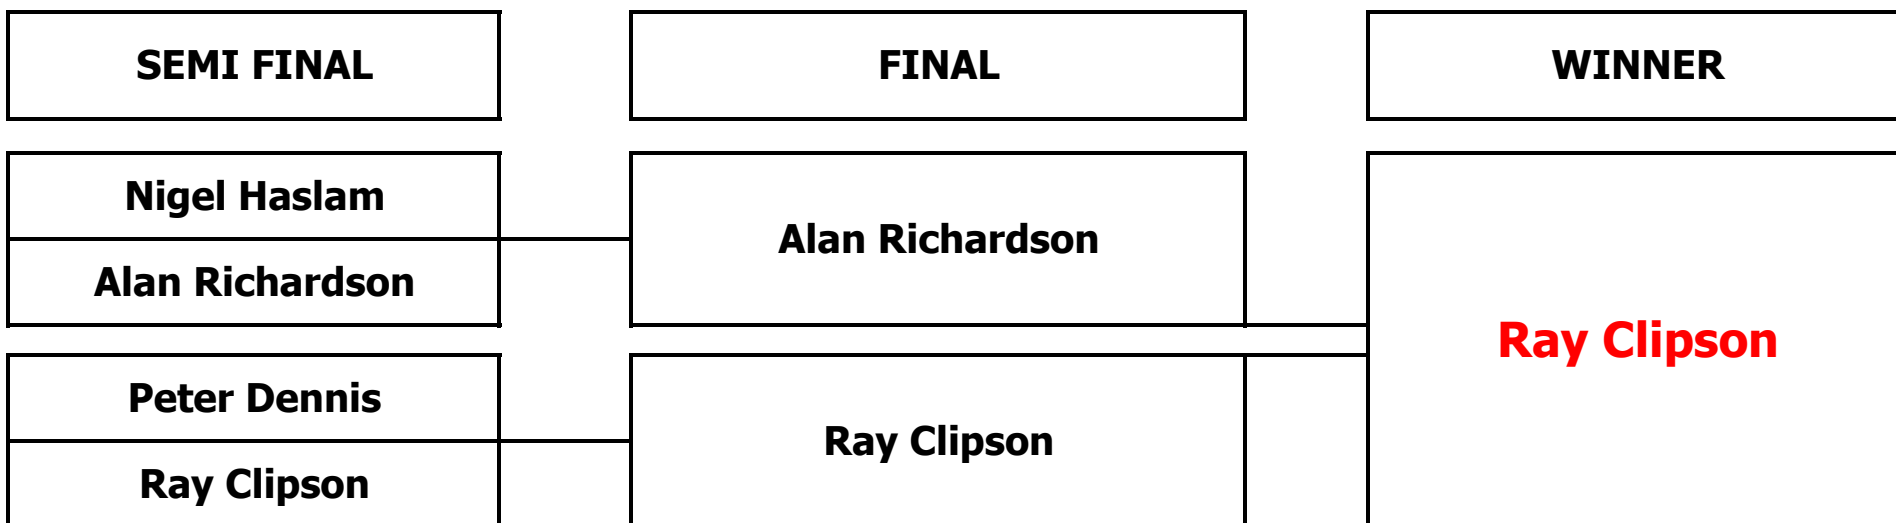 SEMI FINAL
FINAL
WINNER
Nigel Haslam
Alan Richardson
Peter Dennis
Ray Clipson
Alan Richardson
Ray Clipson
Ray Clipson